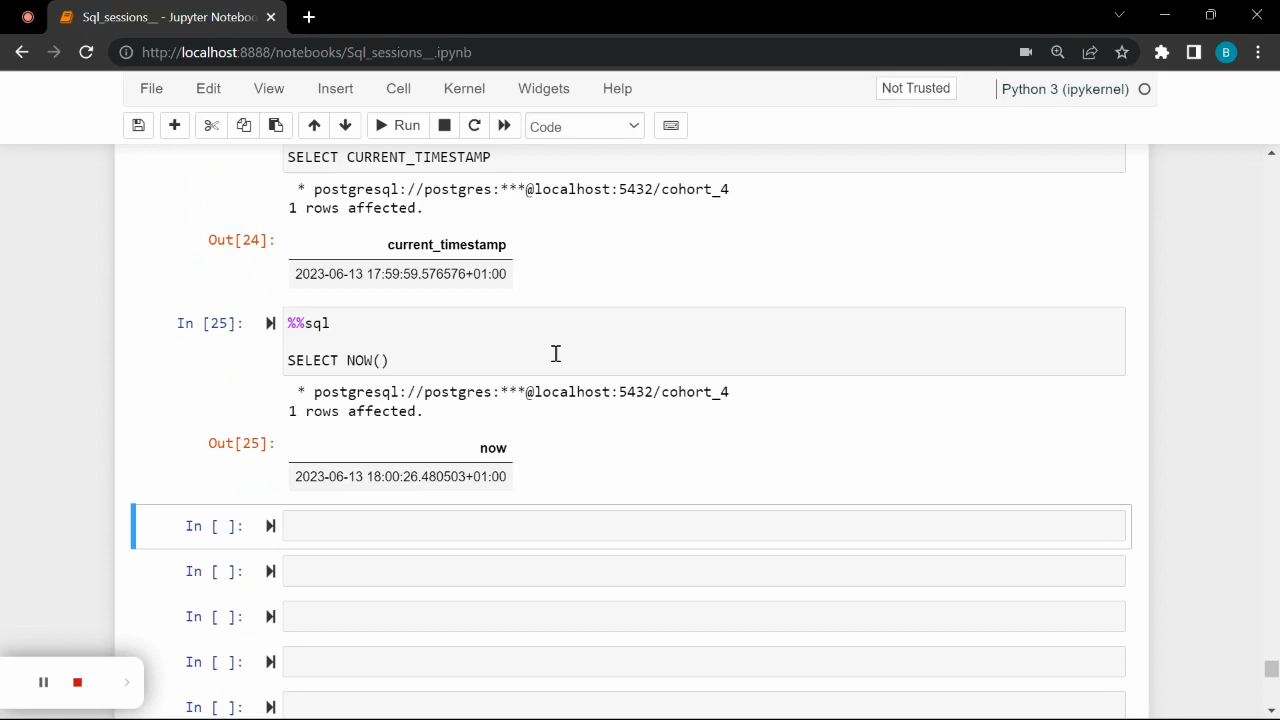 Sql_sessions__ - Jupyter Noteboo
http://localhost:8888/notebooks/Sql_sessions__.ipynb
B
File Edit View Insert Cell Kernel Widgets Help
Not Trusted
Python 3 (ipykernel)
Run
Code
SELECT CURRENT_TIMESTAMP
* postgresql://postgres:***@localhost:5432/cohort_4
1 rows affected.
Out[24]:
current_timestamp
2023-06-13 17:59:59.576576+01:00
In [25]:
%%sql
SELECT NOW()
* postgresql://postgres:***@localhost:5432/cohort_4
1 rows affected.
Out[25]:
now
2023-06-13 18:00:26.480503+01:00
In [ ]:
In [ ]:
In [ ]:
In [ ]:
In [ ]: